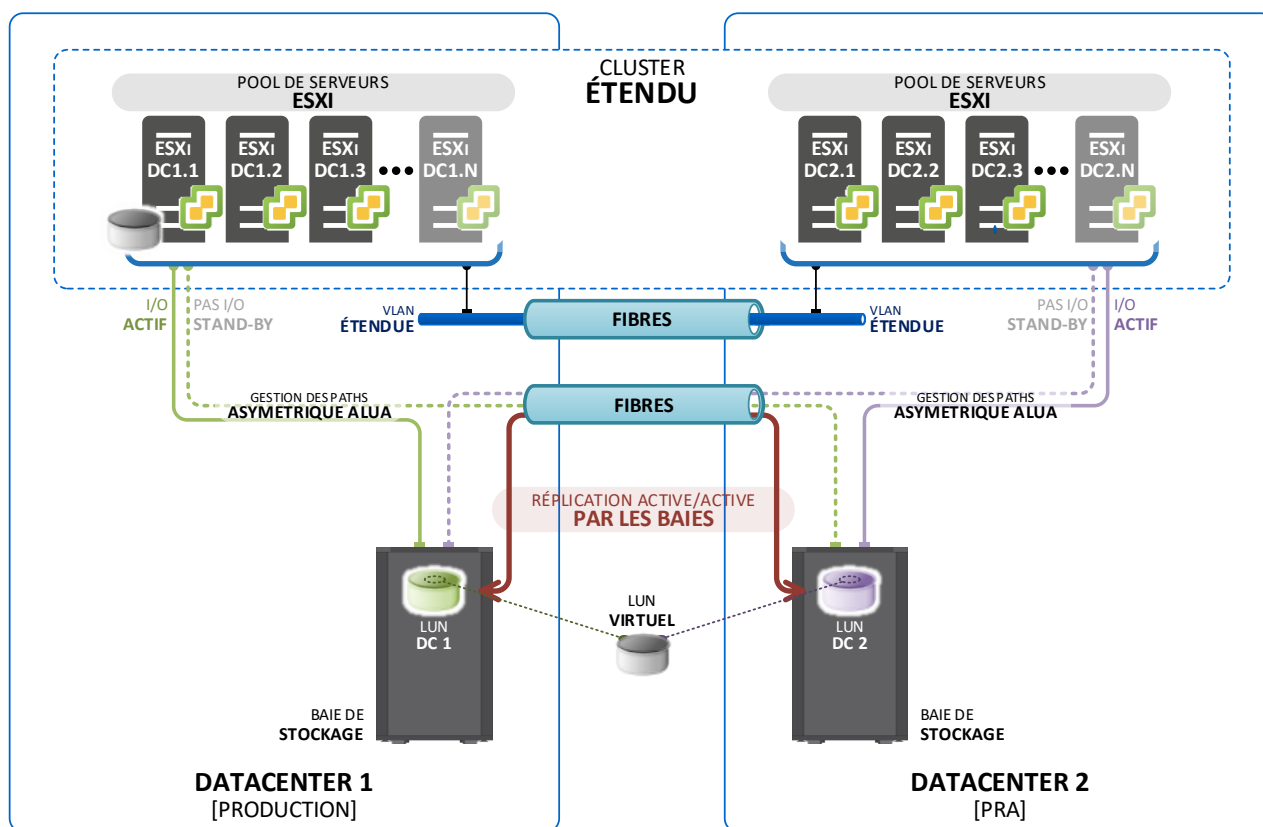 CLUSTER
ÉTENDU
POOL DE SERVEURS
ESXI
POOL DE SERVEURS
ESXI
ESXI
DC1.1
ESXI
DC1.2
ESXI
DC1.3
ESXI
DC1.N
ESXI
DC2.1
ESXI
DC2.2
ESXI
DC2.3
ESXI
DC2.N
I/O
ACTIF
PAS I/O
STAND-BY
VLAN
ÉTENDUE
FIBRES
VLAN
ÉTENDUE
PAS I/O
STAND-BY
I/O
ACTIF
GESTION DES PATHS
ASYMETRIQUE ALUA
FIBRES
GESTION DES PATHS
ASYMETRIQUE ALUA
RÉPLICATION ACTIVE/ACTIVE
PAR LES BAIES
LUN
DC 1
LUN
VIRTUEL
LUN
DC 2
BAIE DE
STOCKAGE
BAIE DE
STOCKAGE
DATACENTER 1
[PRODUCTION]
DATACENTER 2
[PRA]